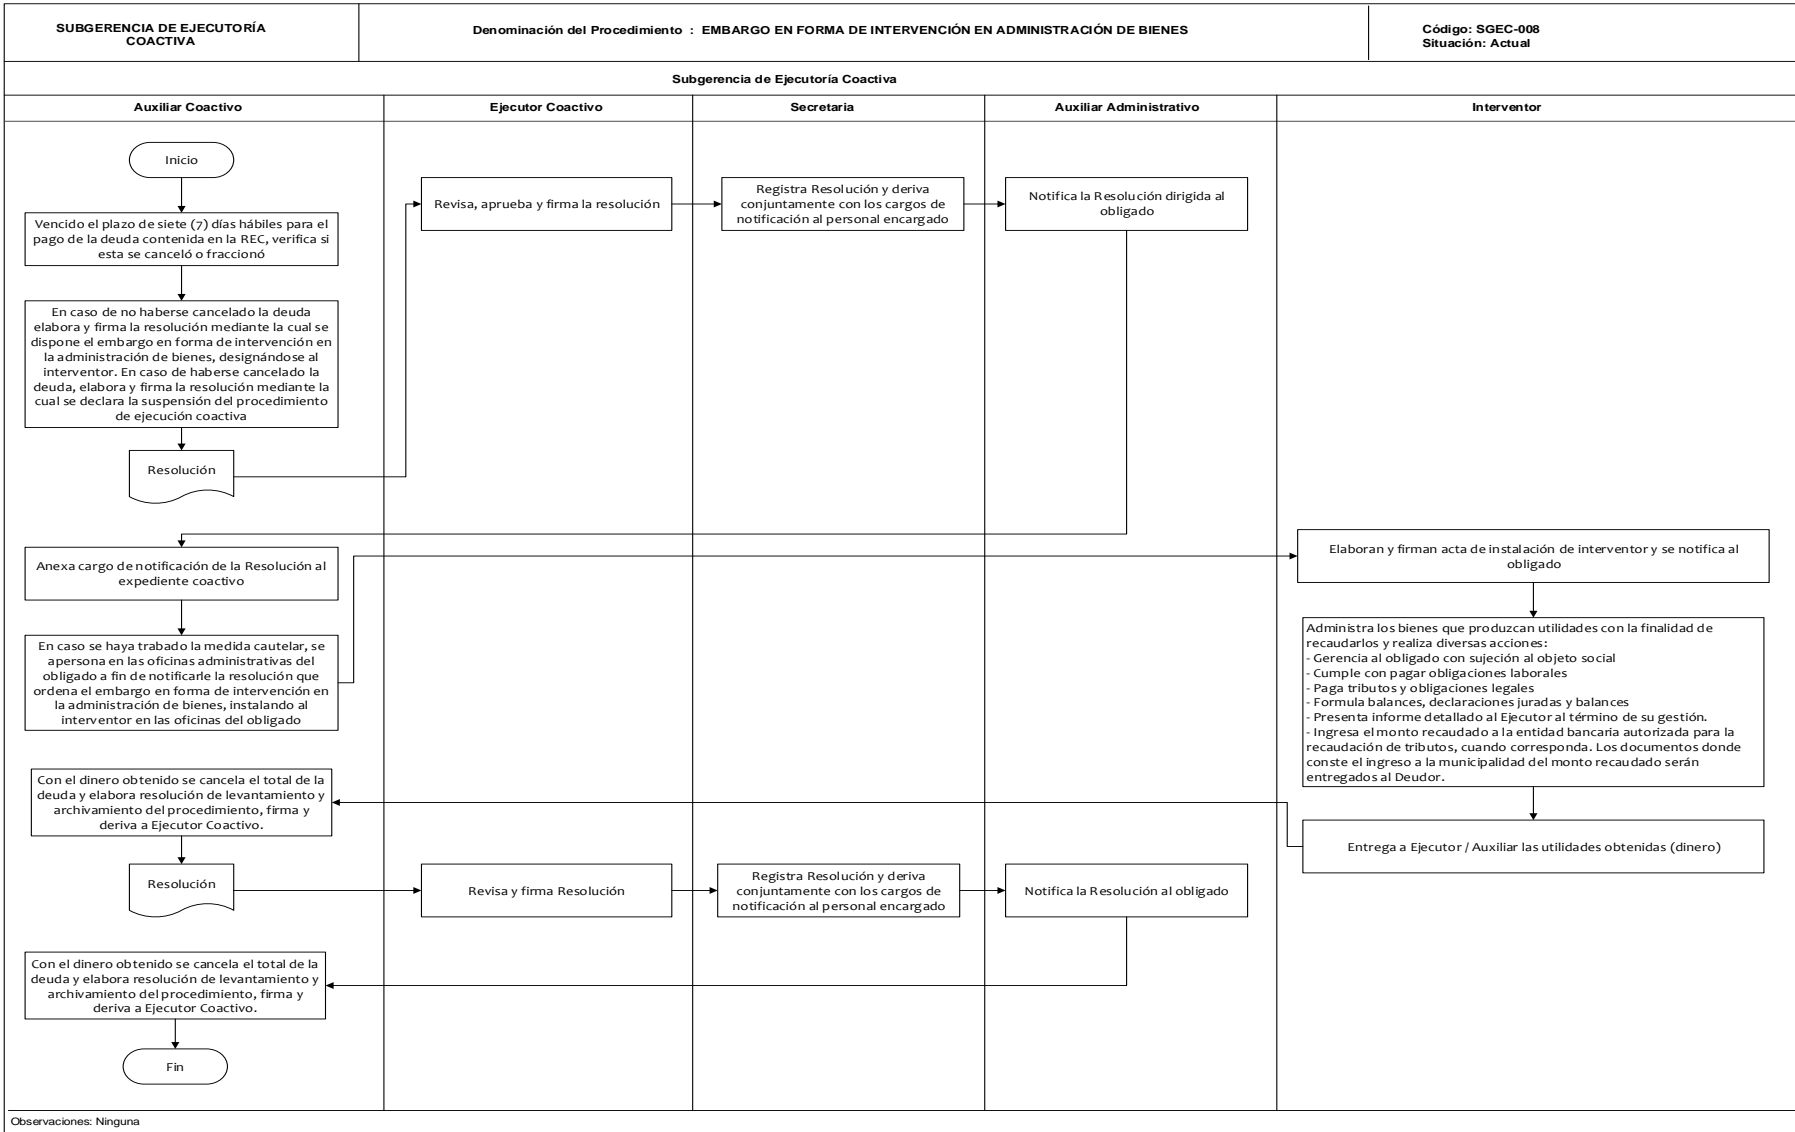 SUBGERENCIA DE EJECUTORÍA
COACTIVA
Denominación del Procedimiento : EMBARGO EN FORMA DE INTERVENCIÓN EN ADMINISTRACIÓN DE BIENES
Código: SGEC-008
Situación: Actual
Subgerencia de Ejecutoría Coactiva
Auxiliar Coactivo
Ejecutor Coactivo
Secretaria
Auxiliar Administrativo
Interventor
Inicio
Vencido el plazo de siete (7) días hábiles para el
pago de la deuda contenida en la REC, verifica si
esta se canceló o fraccionó
En caso de no haberse cancelado la deuda
elabora y firma la resolución mediante la cual se
dispone el embargo en forma de intervención en
la administración de bienes, designándose al
interventor. En caso de haberse cancelado la
deuda, elabora y firma la resolución mediante la
cual se declara la suspensión del procedimiento
de ejecución coactiva
Resolución
Revisa, aprueba y firma la resolución
Registra Resolución y deriva
conjuntamente con los cargos de
notificación al personal encargado
Notifica la Resolución dirigida al
obligado
Anexa cargo de notificación de la Resolución al
expediente coactivo
En caso se haya trabado la medida cautelar, se
apersona en las oficinas administrativas del
obligado a fin de notificarle la resolución que
ordena el embargo en forma de intervención en
la administración de bienes, instalando al
interventor en las oficinas del obligado
Elaboran y firman acta de instalación de interventor y se notifica al
obligado
Administra los bienes que produzcan utilidades con la finalidad de
recaudarlos y realiza diversas acciones:
- Gerencia al obligado con sujeción al objeto social
- Cumple con pagar obligaciones laborales
- Paga tributos y obligaciones legales
- Formula balances, declaraciones juradas y balances
- Presenta informe detallado al Ejecutor al término de su gestión.
- Ingresa el monto recaudado a la entidad bancaria autorizada para la
recaudación de tributos, cuando corresponda. Los documentos donde
conste el ingreso a la municipalidad del monto recaudado serán
entregados al Deudor.
Entrega a Ejecutor / Auxiliar las utilidades obtenidas (dinero)
Con el dinero obtenido se cancela el total de la
deuda y elabora resolución de levantamiento y
archivamiento del procedimiento, firma y
deriva a Ejecutor Coactivo.
Resolución
Revisa y firma Resolución
Registra Resolución y deriva
conjuntamente con los cargos de
notificación al personal encargado
Notifica la Resolución al obligado
Con el dinero obtenido se cancela el total de la
deuda y elabora resolución de levantamiento y
archivamiento del procedimiento, firma y
deriva a Ejecutor Coactivo.
Fin
Observaciones: Ninguna